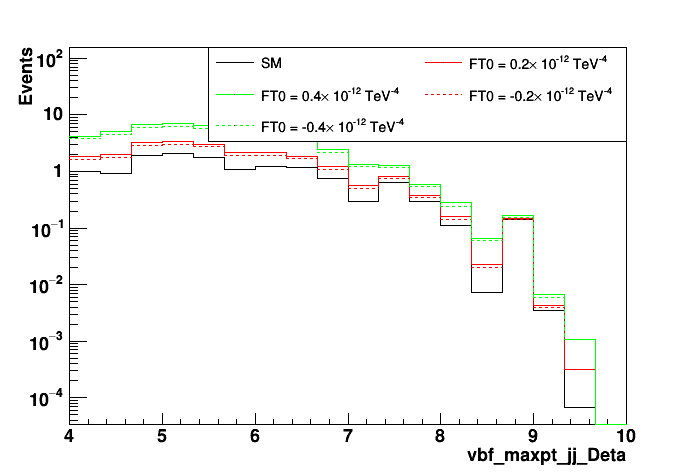 Events
10²
10
1
10⁻¹
10⁻²
10⁻³
10⁻⁴
SM
FT0 = 0.2× 10⁻¹² TeV⁻⁴
FT0 = 0.4× 10⁻¹² TeV⁻⁴
FT0 = -0.2× 10⁻¹² TeV⁻⁴
FT0 = -0.4× 10⁻¹² TeV⁻⁴
4 5 6 7 8 9 10
vbf_maxpt_jj_Deta